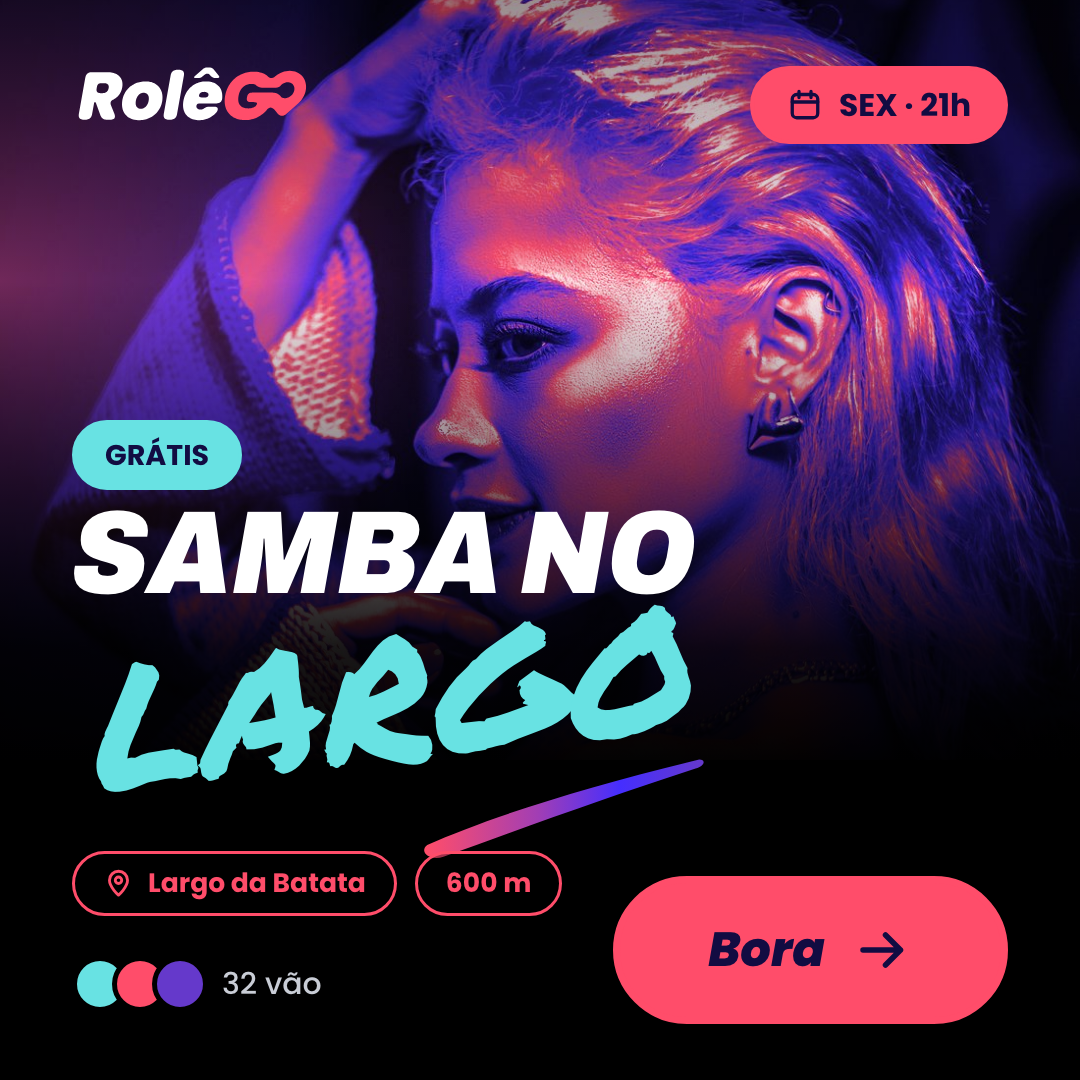 RolêGO
SEX · 21h
GRÁTIS
SAMBA NO
LARGO
Largo da Batata
600 m
32 vão
Bora